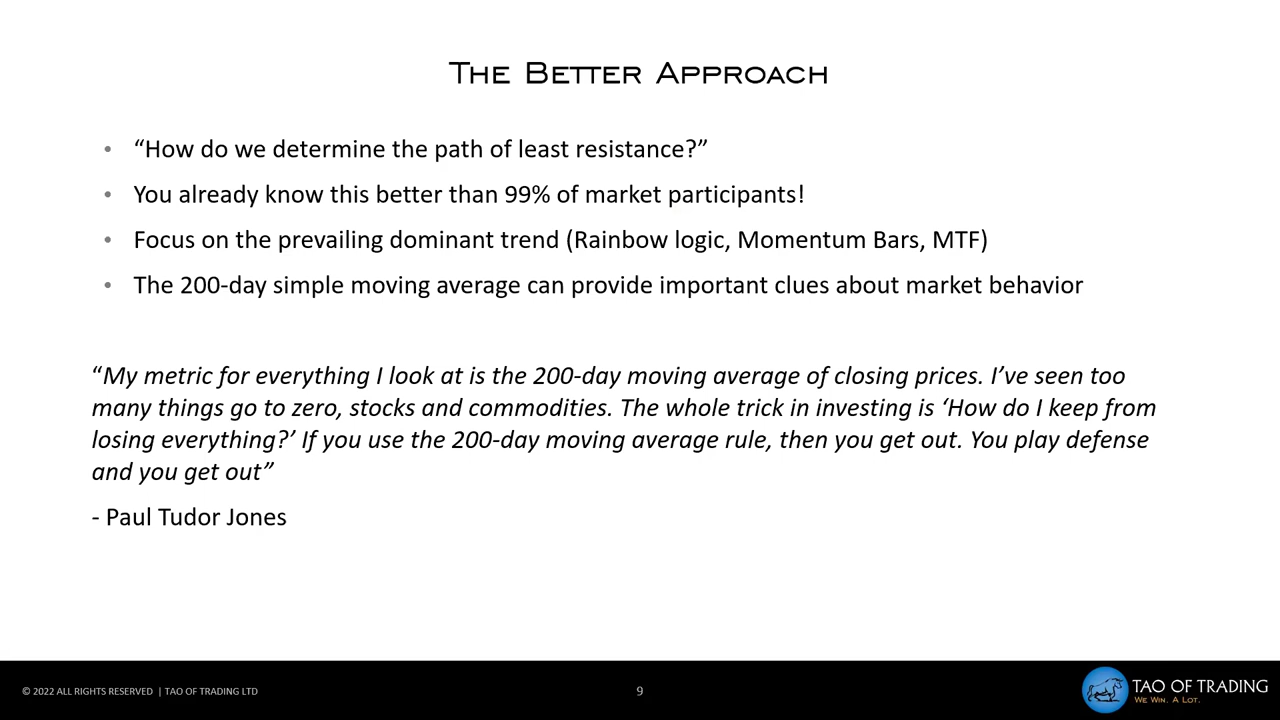 The Better Approach
• “How do we determine the path of least resistance?”
• You already know this better than 99% of market participants!
• Focus on the prevailing dominant trend (Rainbow logic, Momentum Bars, MTF)
• The 200-day simple moving average can provide important clues about market behavior
“My metric for everything I look at is the 200-day moving average of closing prices. I’ve seen too
many things go to zero, stocks and commodities. The whole trick in investing is ‘How do I keep from
losing everything?’ If you use the 200-day moving average rule, then you get out. You play defense
and you get out”
- Paul Tudor Jones
© 2022 ALL RIGHTS RESERVED | TAO OF TRADING LTD
9
TAO OF TRADING
We Win. A Lot.